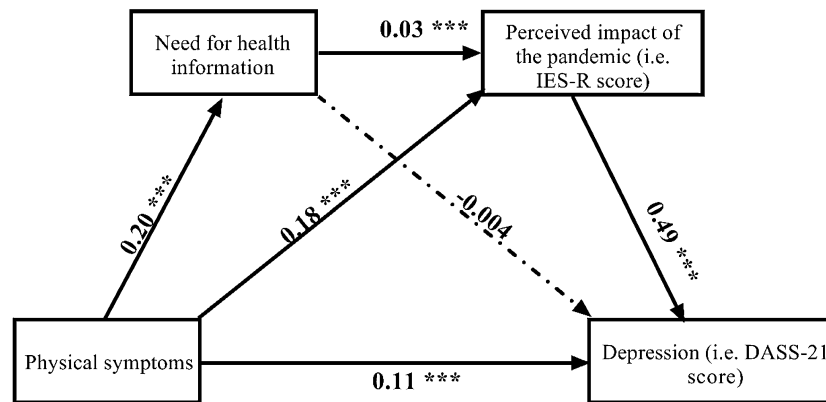 Need for health
information
0.03 ***
Perceived impact of
the pandemic (i.e.
IES-R score)
0.20 ***
0.18 ***
-0.004
0.49 ***
Physical symptoms
0.11 ***
Depression (i.e. DASS-21
score)